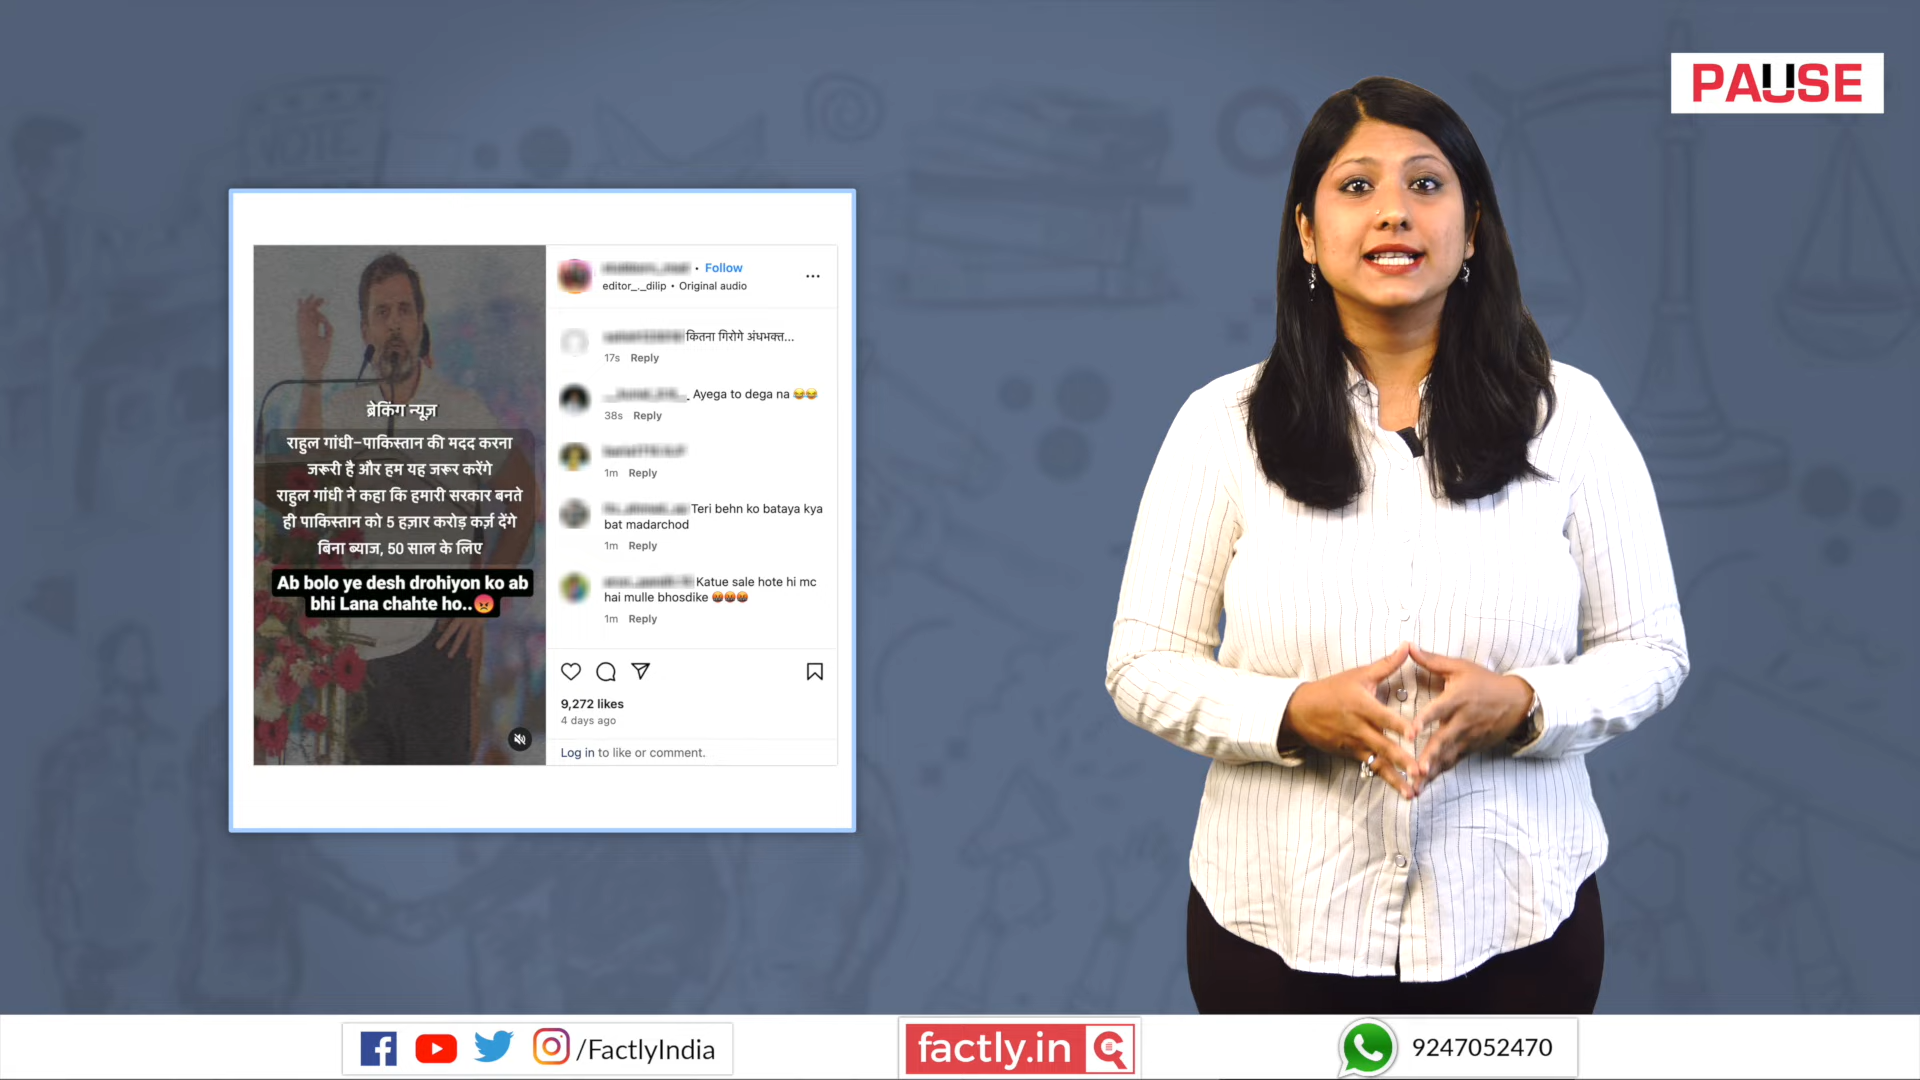 PAUSE
ब्रेकिंग न्यूज़
राहुल गांधी-पाकिस्तान की मदद करना
जरूरी है और हम यह जरूर करेंगे
राहुल गांधी ने कहा कि हमारी सरकार बनते
ही पाकिस्तान को 5 हज़ार करोड़ कर्ज़ देंगे
बिना ब्याज, 50 साल के लिए
Ab bolo ye desh drohiyon ko ab
bhi Lana chahte ho..😡
• Follow
editor_._dilip • Original audio
कितना गिरोगे अंधभक्त...
17s Reply
Ayega to dega na 😂😂
38s Reply
1m Reply
Teri behn ko bataya kya
bat madarchod
1m Reply
Katue sale hote hi mc
hai mulle bhosdike 🤬🤬🤬
1m Reply
9,272 likes
4 days ago
Log in to like or comment.
/FactlyIndia
factly.in
9247052470